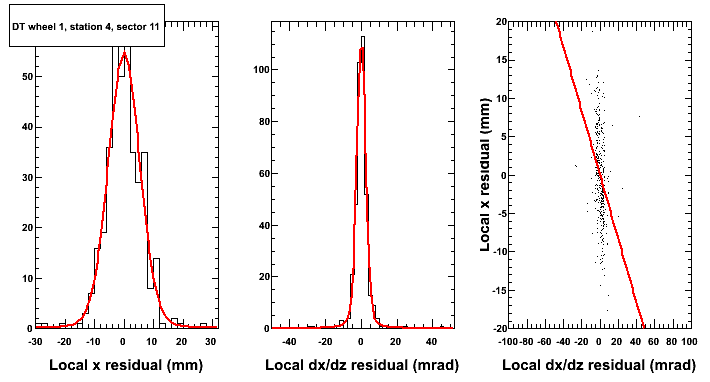 DT wheel 1, station 4, sector 11
50
40
30
20
10
0
-30 -20 -10 0 10 20 30
Local x residual (mm)
100
80
60
40
20
0
-40 -20 0 20 40
Local dx/dz residual (mrad)
Local x residual (mm)
20
15
10
5
0
-5
-10
-15
-20
-100 -80 -60 -40 -20 0 20 40 60 80 100
Local dx/dz residual (mrad)